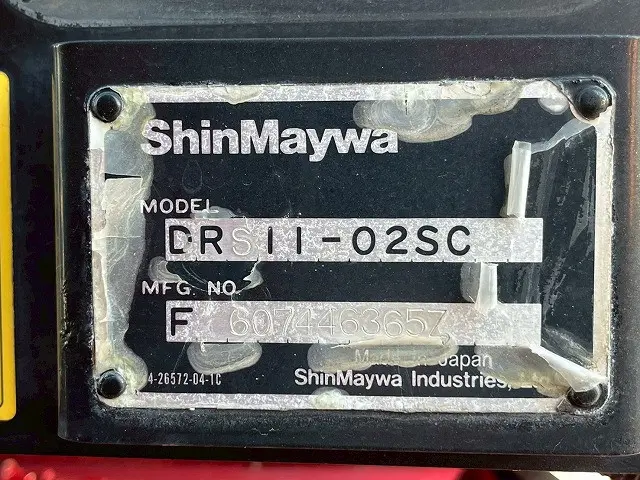 ShinMaywa
MODEL
DRS11-02SC
MFG. NO.
F 6074463657
4-26572-04-1C
Made in Japan
ShinMaywa Industries,